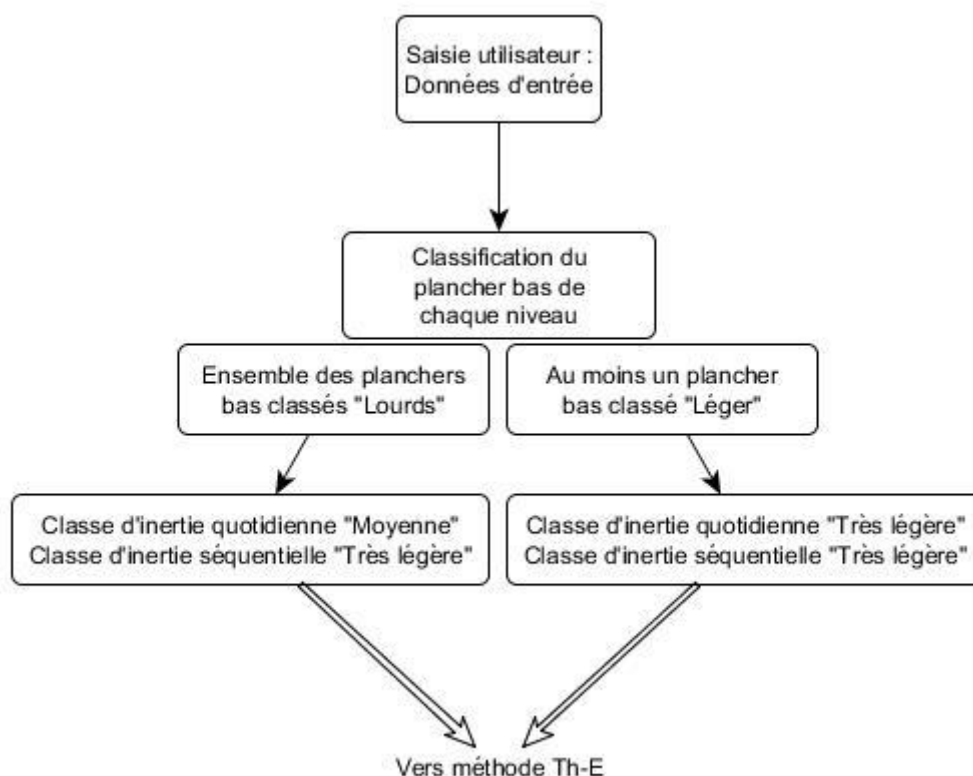 Saisie utilisateur :
Données d'entrée
Classification du
plancher bas de
chaque niveau
Ensemble des planchers
bas classés "Lourds"
Au moins un plancher
bas classé "Léger"
Classe d'inertie quotidienne "Moyenne"
Classe d'inertie séquentielle "Très légère"
Classe d'inertie quotidienne "Très légère"
Classe d'inertie séquentielle "Très légère"
Vers méthode Th-E